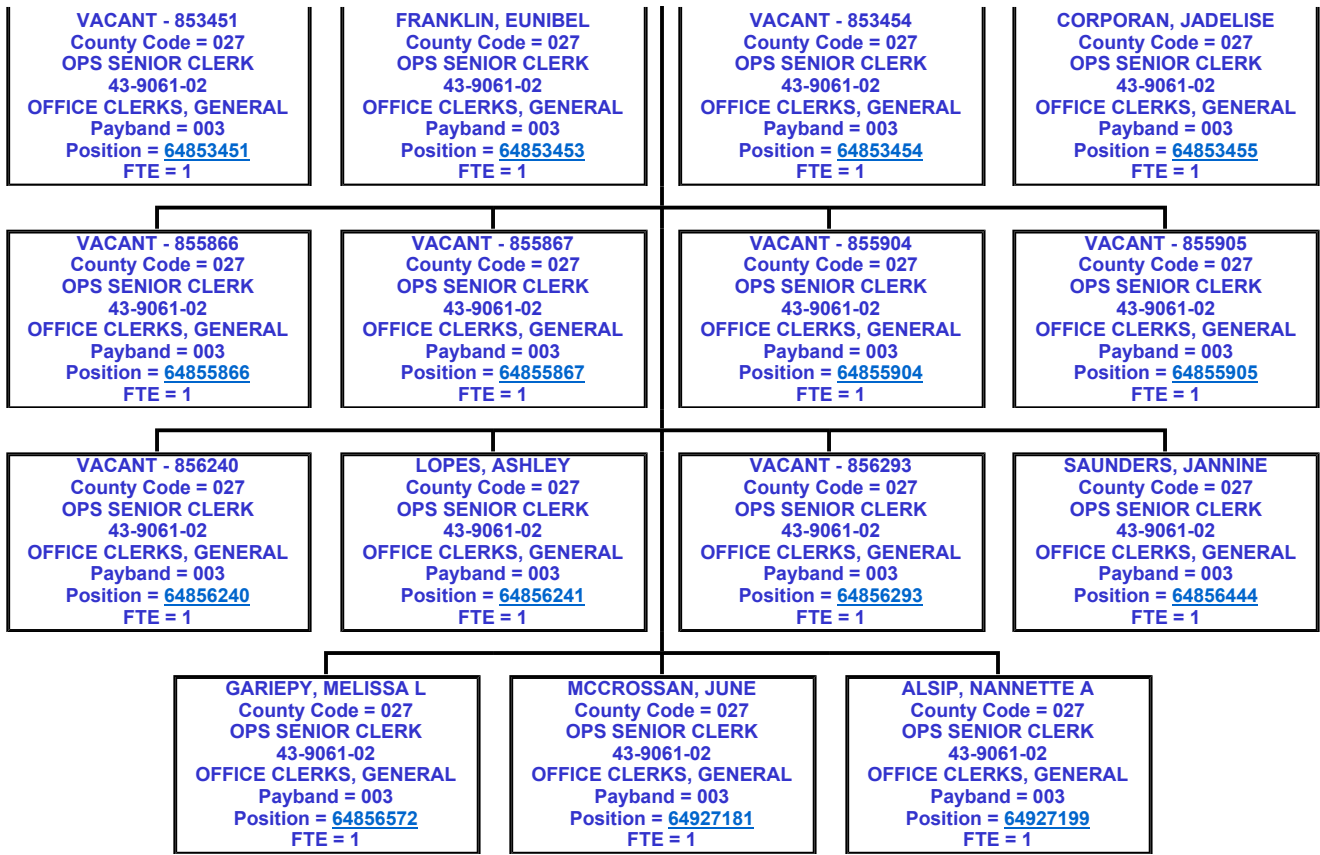 VACANT - 853451
County Code = 027
OPS SENIOR CLERK
43-9061-02
OFFICE CLERKS, GENERAL
Payband = 003
Position = 64853451
FTE = 1
FRANKLIN, EUNIBEL
County Code = 027
OPS SENIOR CLERK
43-9061-02
OFFICE CLERKS, GENERAL
Payband = 003
Position = 64853453
FTE = 1
VACANT - 853454
County Code = 027
OPS SENIOR CLERK
43-9061-02
OFFICE CLERKS, GENERAL
Payband = 003
Position = 64853454
FTE = 1
CORPORAN, JADELISE
County Code = 027
OPS SENIOR CLERK
43-9061-02
OFFICE CLERKS, GENERAL
Payband = 003
Position = 64853455
FTE = 1
VACANT - 855866
County Code = 027
OPS SENIOR CLERK
43-9061-02
OFFICE CLERKS, GENERAL
Payband = 003
Position = 64855866
FTE = 1
VACANT - 855867
County Code = 027
OPS SENIOR CLERK
43-9061-02
OFFICE CLERKS, GENERAL
Payband = 003
Position = 64855867
FTE = 1
VACANT - 855904
County Code = 027
OPS SENIOR CLERK
43-9061-02
OFFICE CLERKS, GENERAL
Payband = 003
Position = 64855904
FTE = 1
VACANT - 855905
County Code = 027
OPS SENIOR CLERK
43-9061-02
OFFICE CLERKS, GENERAL
Payband = 003
Position = 64855905
FTE = 1
VACANT - 856240
County Code = 027
OPS SENIOR CLERK
43-9061-02
OFFICE CLERKS, GENERAL
Payband = 003
Position = 64856240
FTE = 1
LOPES, ASHLEY
County Code = 027
OPS SENIOR CLERK
43-9061-02
OFFICE CLERKS, GENERAL
Payband = 003
Position = 64856241
FTE = 1
VACANT - 856293
County Code = 027
OPS SENIOR CLERK
43-9061-02
OFFICE CLERKS, GENERAL
Payband = 003
Position = 64856293
FTE = 1
SAUNDERS, JANNINE
County Code = 027
OPS SENIOR CLERK
43-9061-02
OFFICE CLERKS, GENERAL
Payband = 003
Position = 64856444
FTE = 1
GARIEPY, MELISSA L
County Code = 027
OPS SENIOR CLERK
43-9061-02
OFFICE CLERKS, GENERAL
Payband = 003
Position = 64856572
FTE = 1
MCCROSSAN, JUNE
County Code = 027
OPS SENIOR CLERK
43-9061-02
OFFICE CLERKS, GENERAL
Payband = 003
Position = 64927181
FTE = 1
ALSIP, NANNETTE A
County Code = 027
OPS SENIOR CLERK
43-9061-02
OFFICE CLERKS, GENERAL
Payband = 003
Position = 64927199
FTE = 1